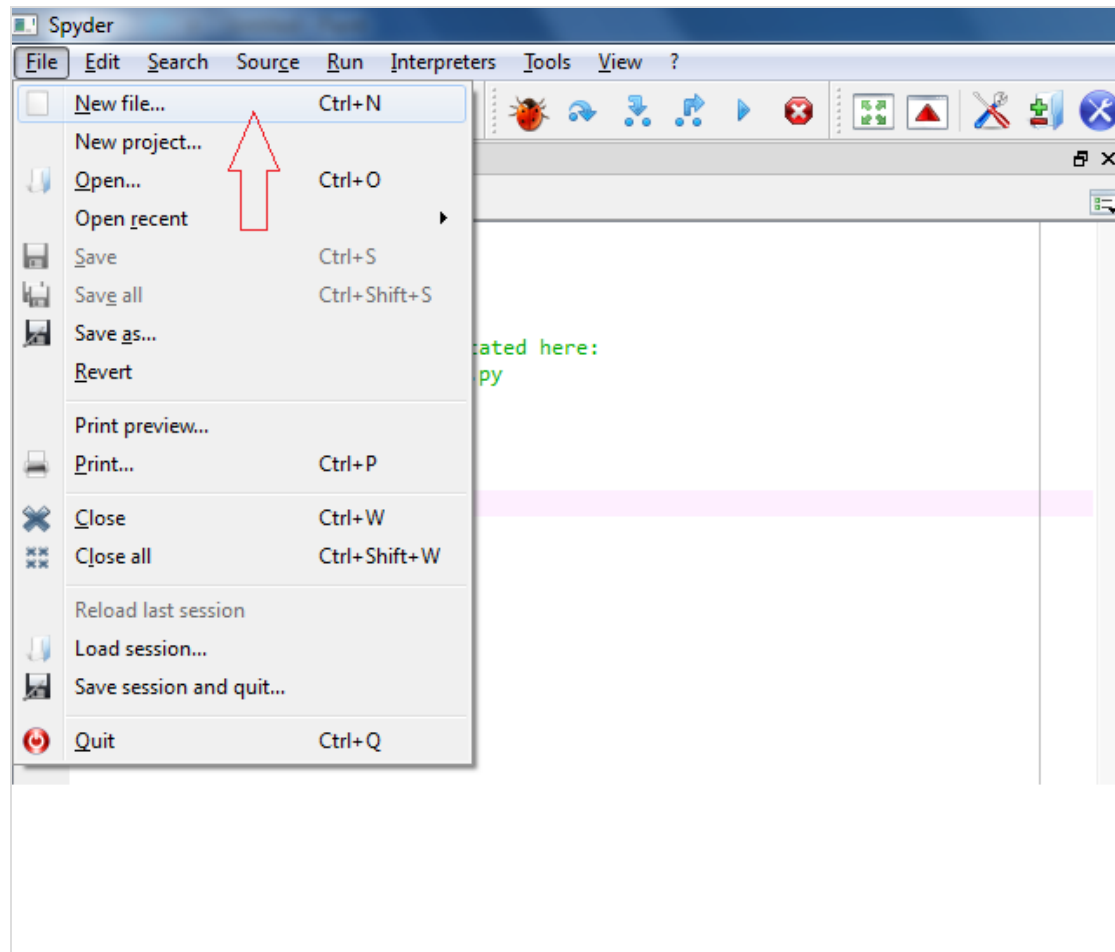 Spyder
File Edit Search Source Run Interpreters Tools View ?
New file... Ctrl+N
New project...
Open... Ctrl+O
Open recent
Save Ctrl+S
Save all Ctrl+Shift+S
Save as...
ated here:
Revert
py
Print preview...
Print... Ctrl+P
Close Ctrl+W
Close all Ctrl+Shift+W
Reload last session
Load session...
Save session and quit...
Quit Ctrl+Q